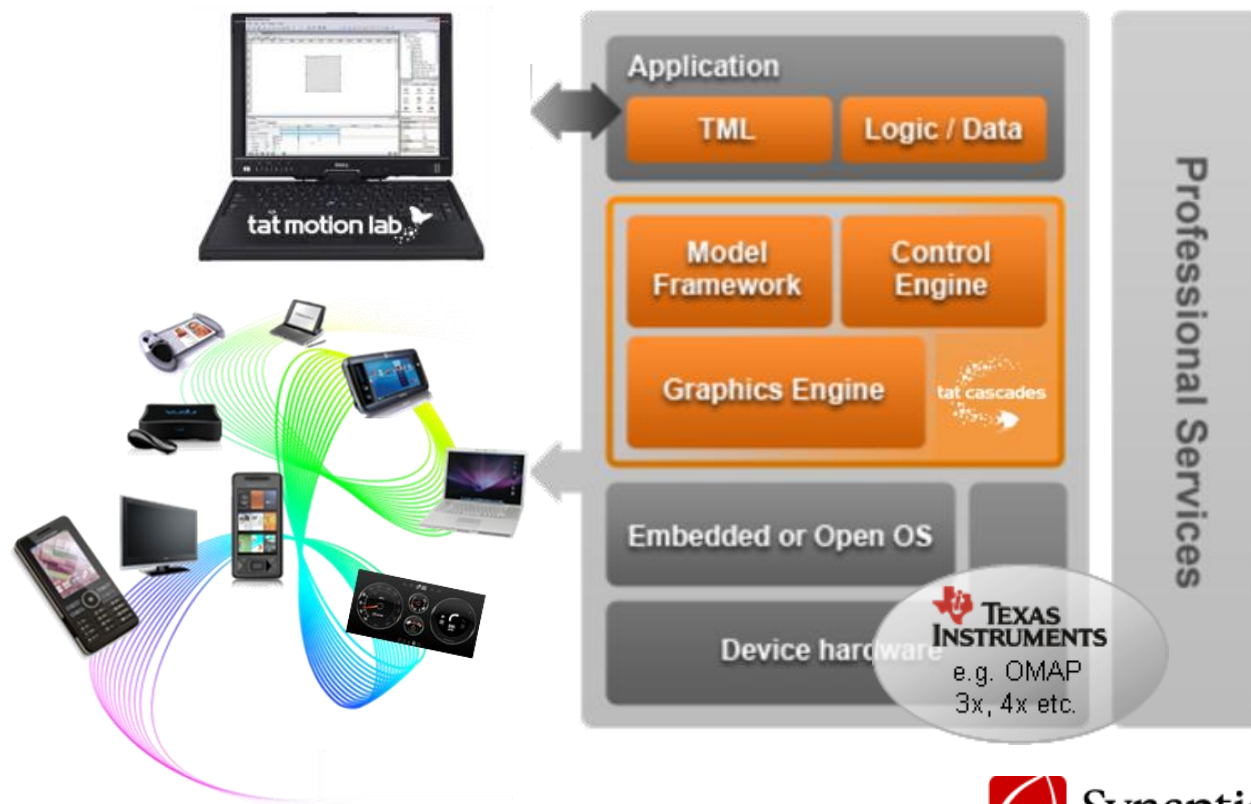 tat motion lab
Application
TML
Logic / Data
Model
Framework
Control
Engine
Graphics Engine
tat cascades
Embedded or Open OS
Device hardware
TEXAS
INSTRUMENTS
e.g. OMAP
3x, 4x etc.
Professional Services